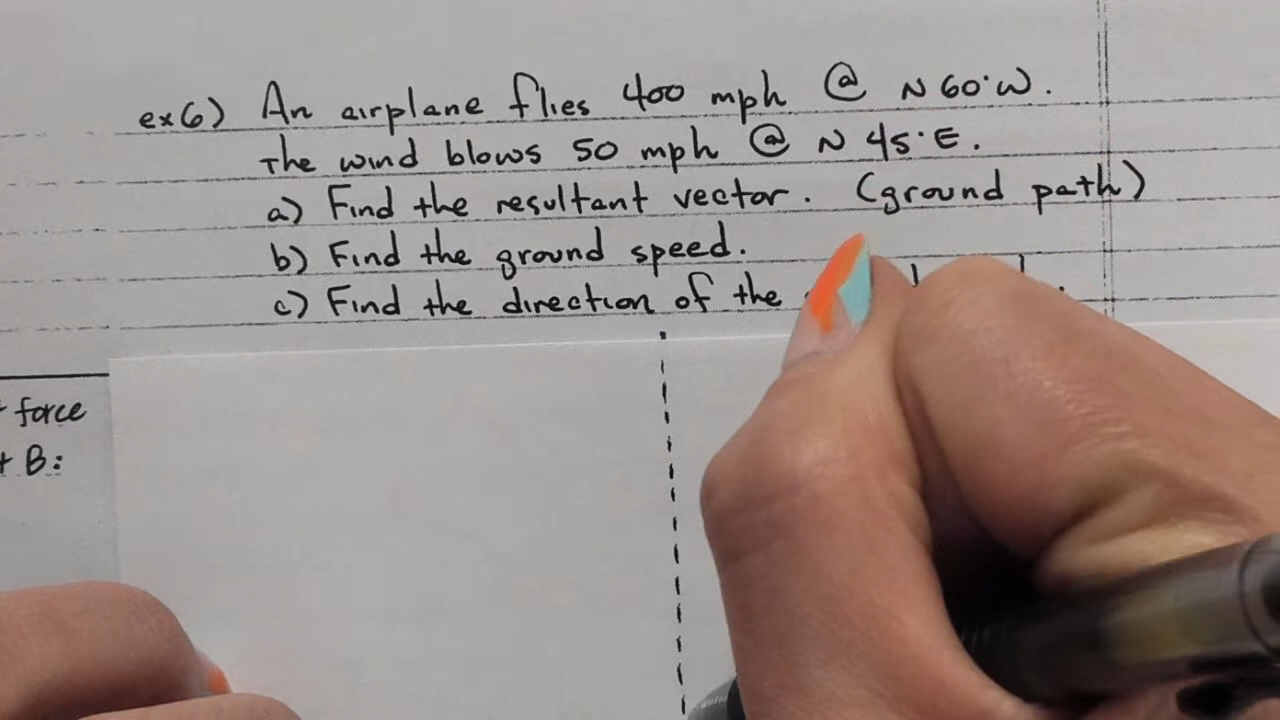 ex6) An airplane flies 400 mph @ N 60°W.
The wind blows 50 mph @ N 45°E.
a) Find the resultant vector. (ground path)
b) Find the ground speed.
c) Find the direction of the
force
B: